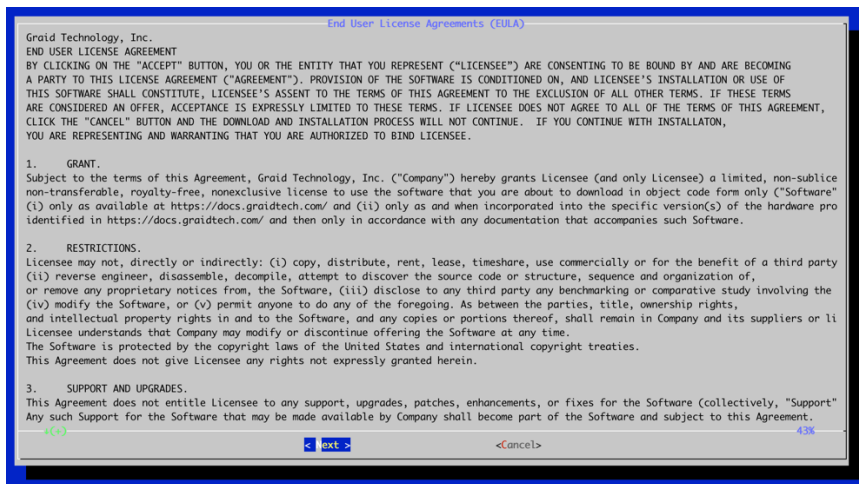 End User License Agreements (EULA)
Graid Technology, Inc.
END USER LICENSE AGREEMENT
BY CLICKING ON THE "ACCEPT" BUTTON, YOU OR THE ENTITY THAT YOU REPRESENT (“LICENSEE”) ARE CONSENTING TO BE BOUND BY AND ARE BECOMING
A PARTY TO THIS LICENSE AGREEMENT ("AGREEMENT"). PROVISION OF THE SOFTWARE IS CONDITIONED ON, AND LICENSEE'S INSTALLATION OR USE OF
THIS SOFTWARE SHALL CONSTITUTE, LICENSEE’S ASSENT TO THE TERMS OF THIS AGREEMENT TO THE EXCLUSION OF ALL OTHER TERMS. IF THESE TERMS
ARE CONSIDERED AN OFFER, ACCEPTANCE IS EXPRESSLY LIMITED TO THESE TERMS. IF LICENSEE DOES NOT AGREE TO ALL OF THE TERMS OF THIS AGREEMENT,
CLICK THE "CANCEL" BUTTON AND THE DOWNLOAD AND INSTALLATION PROCESS WILL NOT CONTINUE.  IF YOU CONTINUE WITH INSTALLATON,
YOU ARE REPRESENTING AND WARRANTING THAT YOU ARE AUTHORIZED TO BIND LICENSEE.
1.    GRANT.
Subject to the terms of this Agreement, Graid Technology, Inc. ("Company") hereby grants Licensee (and only Licensee) a limited, non-sublice
non-transferable, royalty-free, nonexclusive license to use the software that you are about to download in object code form only ("Software"
(i) only as available at https://docs.graidtech.com/ and (ii) only as and when incorporated into the specific version(s) of the hardware pro
identified in https://docs.graidtech.com/ and then only in accordance with any documentation that accompanies such Software.
2.    RESTRICTIONS.
Licensee may not, directly or indirectly: (i) copy, distribute, rent, lease, timeshare, use commercially or for the benefit of a third party
(ii) reverse engineer, disassemble, decompile, attempt to discover the source code or structure, sequence and organization of,
or remove any proprietary notices from, the Software, (iii) disclose to any third party any benchmarking or comparative study involving the
(iv) modify the Software, or (v) permit anyone to do any of the foregoing. As between the parties, title, ownership rights,
and intellectual property rights in and to the Software, and any copies or portions thereof, shall remain in Company and its suppliers or li
Licensee understands that Company may modify or discontinue offering the Software at any time.
The Software is protected by the copyright laws of the United States and international copyright treaties.
This Agreement does not give Licensee any rights not expressly granted herein.
3.    SUPPORT AND UPGRADES.
This Agreement does not entitle Licensee to any support, upgrades, patches, enhancements, or fixes for the Software (collectively, "Support"
Any such Support for the Software that may be made available by Company shall become part of the Software and subject to this Agreement.
43%
< Next > <Cancel>